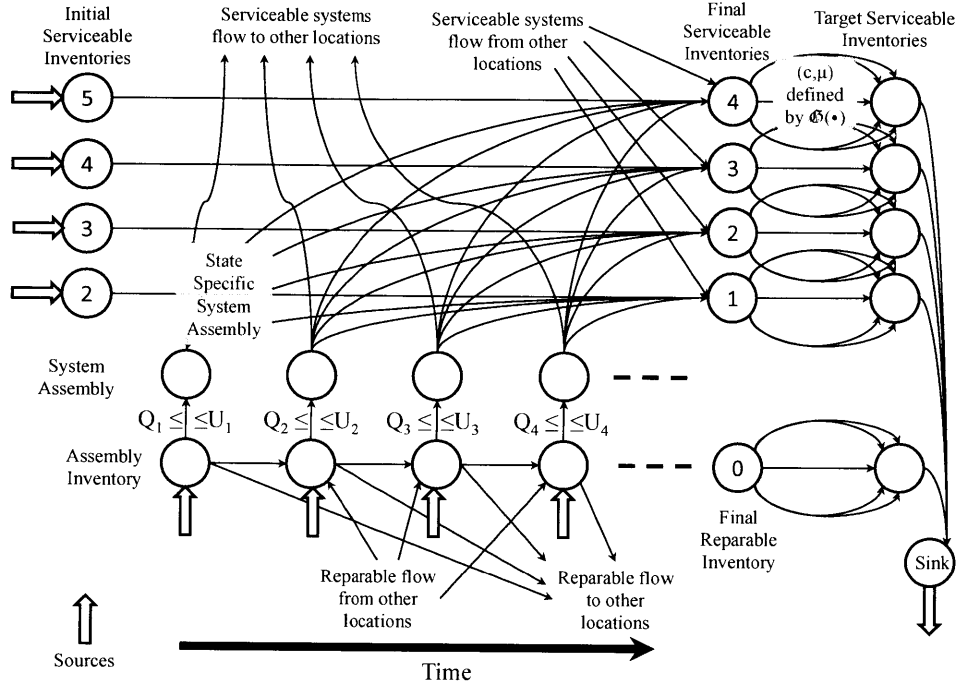 Initial
Serviceable
Inventories
Serviceable systems
flow to other locations
Serviceable systems
flow from other
locations
Final
Serviceable
Inventories
Target Serviceable
Inventories
5
4
3
2
4
3
2
1
(c,μ)
defined
by 𝔊(•)
State
Specific
System
Assembly
System
Assembly
Q₁ ≤ ≤U₁
Q₂ ≤ ≤U₂
Q₃ ≤ ≤U₃
Q₄ ≤ ≤U₄
Assembly
Inventory
0
Final
Reparable
Inventory
Sink
Reparable flow
from other
locations
Reparable flow
to other
locations
Sources
Time